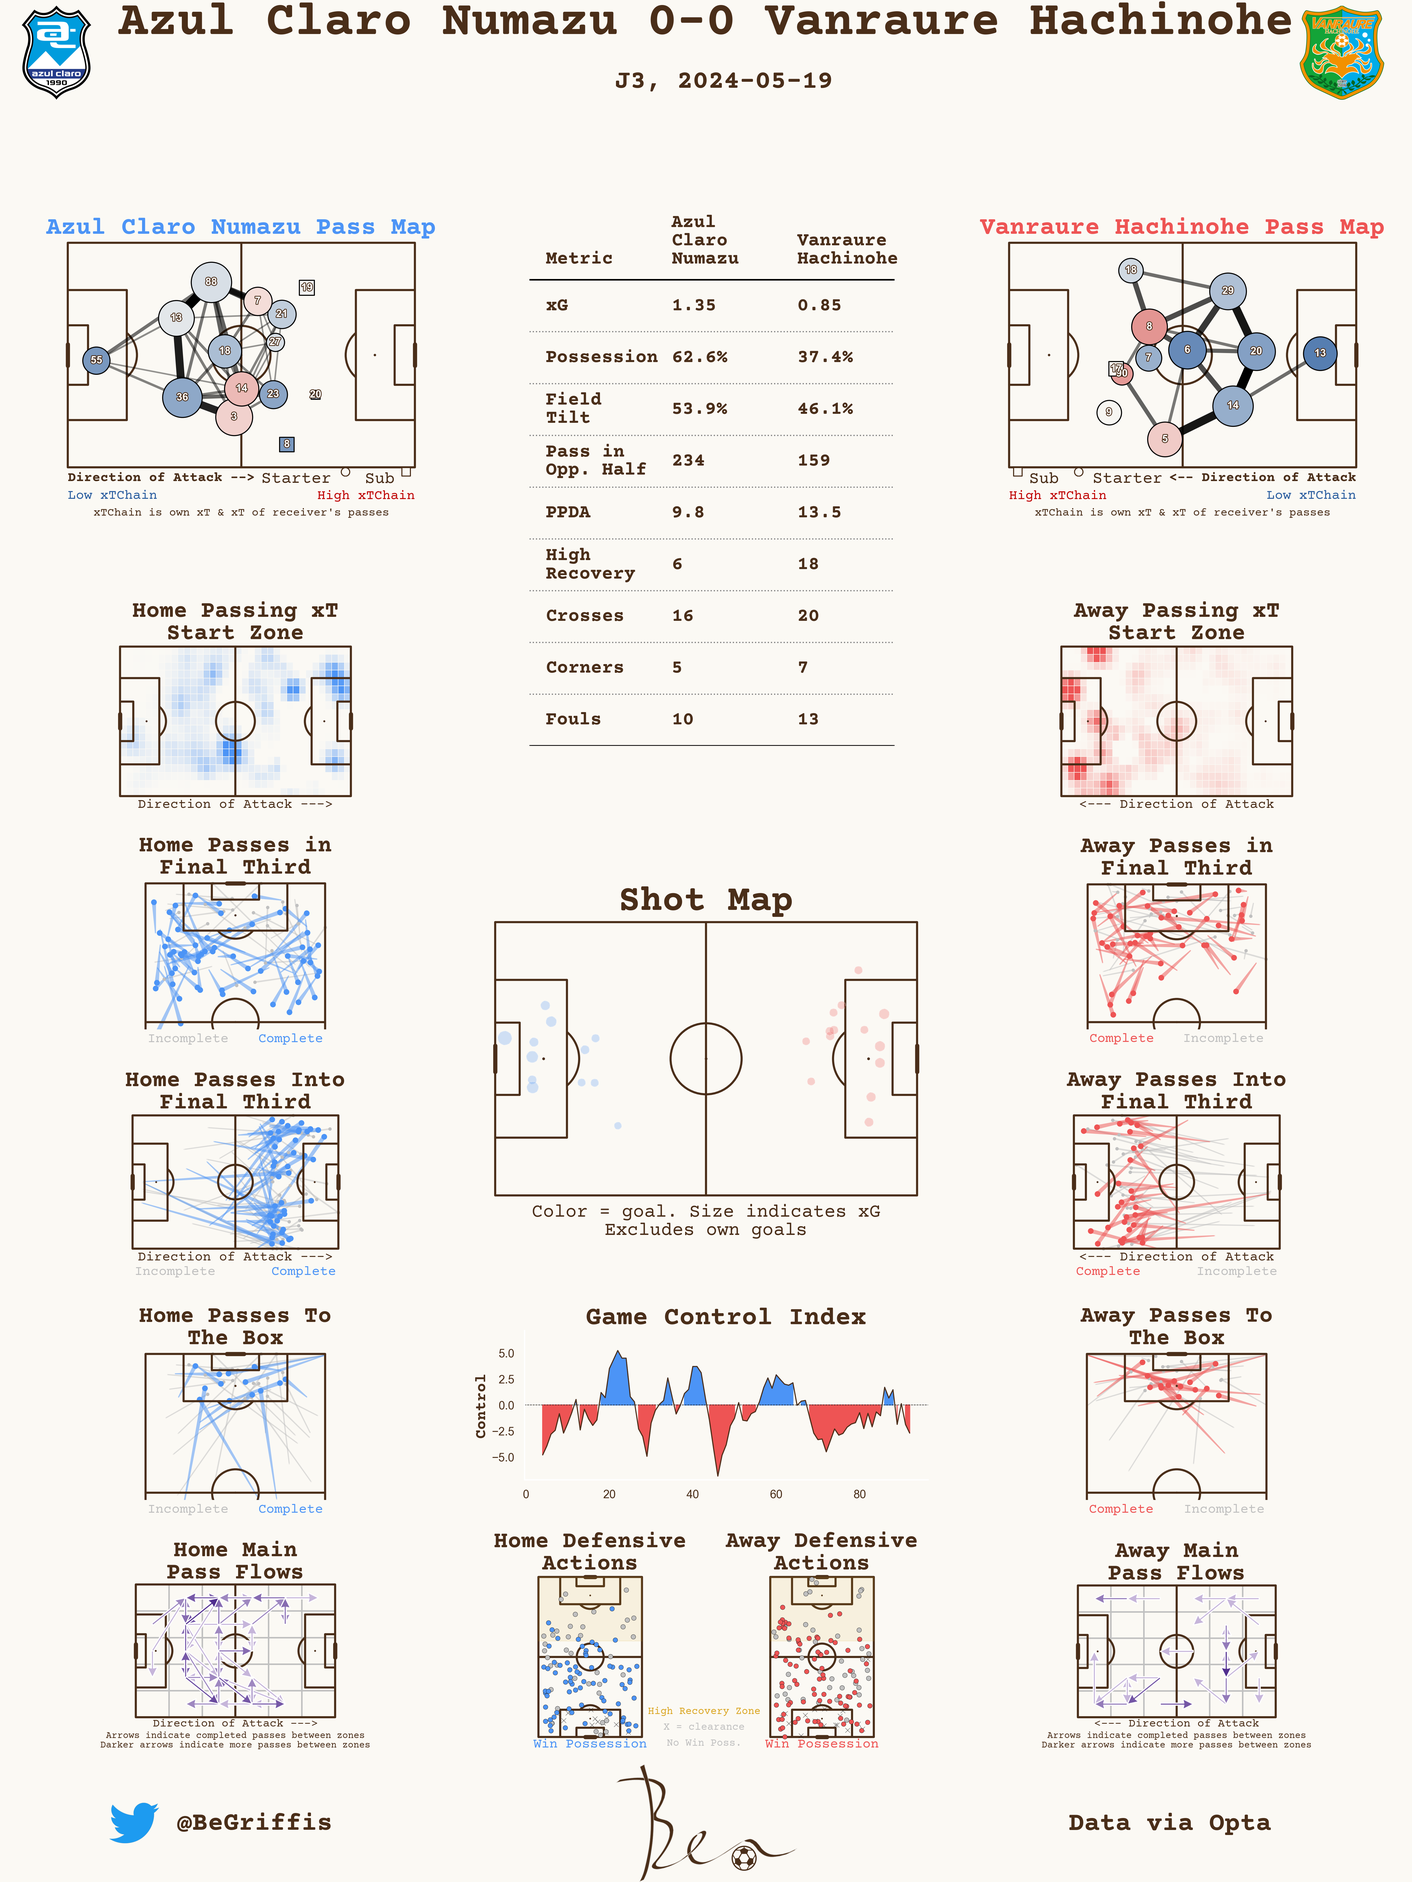 Azul Claro Numazu 0-0 Vanraure Hachinohe
J3, 2024-05-19
azul claro
1990
VANRAURE
HACHINOHE
Azul Claro Numazu Pass Map
88
19
7
13
21
27
18
55
14
23
20
36
3
8
Direction of Attack --> Starter Sub
Low xTChain High xTChain
xTChain is own xT & xT of receiver's passes
Metric Azul Claro Numazu Vanraure Hachinohe
xG 1.35 0.85
Possession 62.6% 37.4%
Field Tilt 53.9% 46.1%
Pass in Opp. Half 234 159
PPDA 9.8 13.5
High Recovery 6 18
Crosses 16 20
Corners 5 7
Fouls 10 13
Vanraure Hachinohe Pass Map
18
29
8
6
7
20
13
17
90
9
14
5
Sub Starter <-- Direction of Attack
High xTChain Low xTChain
xTChain is own xT & xT of receiver's passes
Home Passing xT
Start Zone
Direction of Attack --->
Away Passing xT
Start Zone
<--- Direction of Attack
Home Passes in
Final Third
Incomplete Complete
Away Passes in
Final Third
Complete Incomplete
Shot Map
Color = goal. Size indicates xG
Excludes own goals
Home Passes Into
Final Third
Direction of Attack --->
Incomplete Complete
Away Passes Into
Final Third
<--- Direction of Attack
Complete Incomplete
Home Passes To
The Box
Incomplete Complete
Game Control Index
Control
5.0
2.5
0.0
−2.5
−5.0
0 20 40 60 80
Away Passes To
The Box
Complete Incomplete
Home Main
Pass Flows
Direction of Attack --->
Arrows indicate completed passes between zones
Darker arrows indicate more passes between zones
Home Defensive
Actions
Win Possession
High Recovery Zone
X = clearance
No Win Poss.
Away Defensive
Actions
Win Possession
Away Main
Pass Flows
<--- Direction of Attack
Arrows indicate completed passes between zones
Darker arrows indicate more passes between zones
@BeGriffis
Ben
Data via Opta